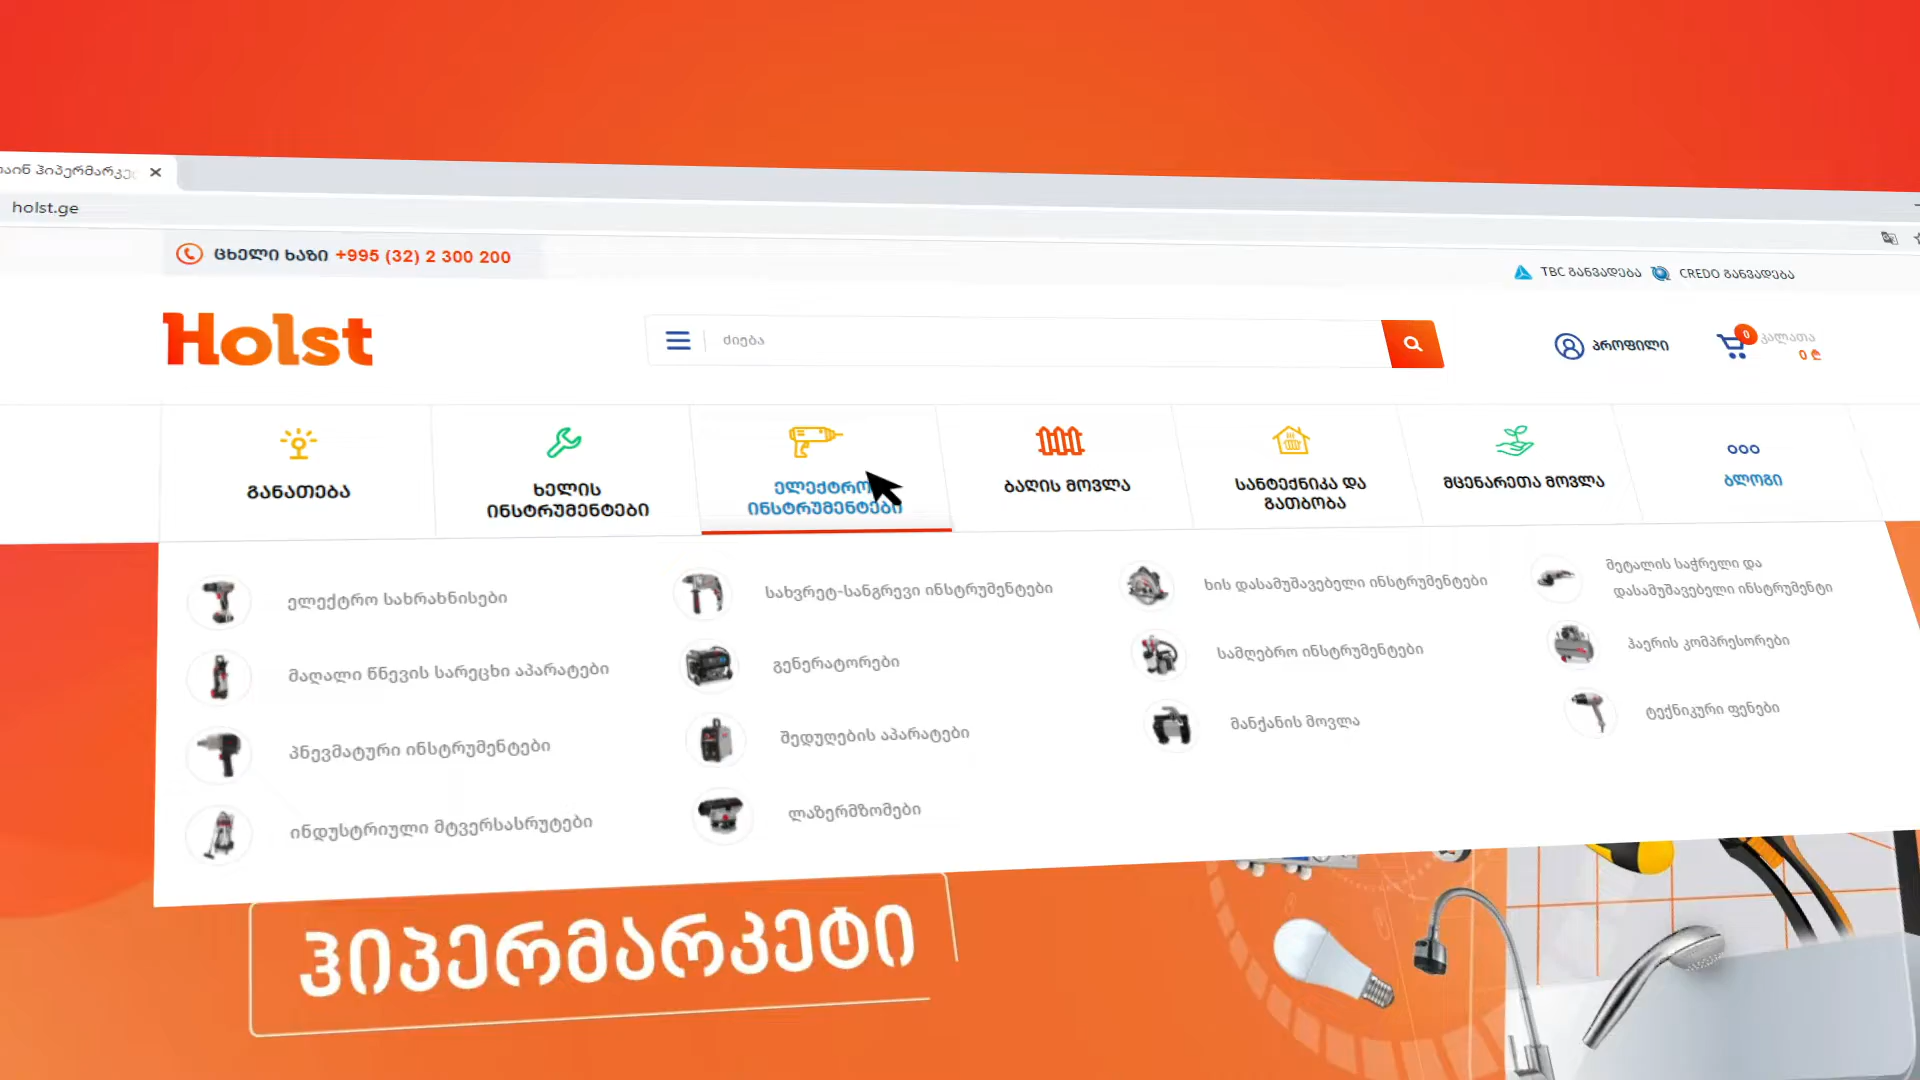 ჰიპერმარკე
holst.ge
ცხელი ხაზი +995 (32) 2 300 200
TBC განვადება CREDO განვადება
Holst
ძიება
პროფილი
0
კალათა
0 ₾
განათება
ხელის
ინსტრუმენტები
ელექტრო
ინსტრუმენტები
ბაღის მოვლა
სანტექნიკა და
გათბობა
მცენარეთა მოვლა
ბლოგი
ელექტრო სახრახნისები
სახვრეტ-სანგრევი ინსტრუმენტები
ხის დასამუშავებელი ინსტრუმენტები
მეტალის საჭრელი და
დასამუშავებელი ინსტრუმენტი
მაღალი წნევის სარეცხი აპარატები
გენერატორები
სამღებრო ინსტრუმენტები
ჰაერის კომპრესორები
პნევმატური ინსტრუმენტები
შედუღების აპარატები
მანქანის მოვლა
ტექნიკური ფენები
ინდუსტრიული მტვერსასრუტები
ლაზერმზომები
ჰიპერმარკეტი